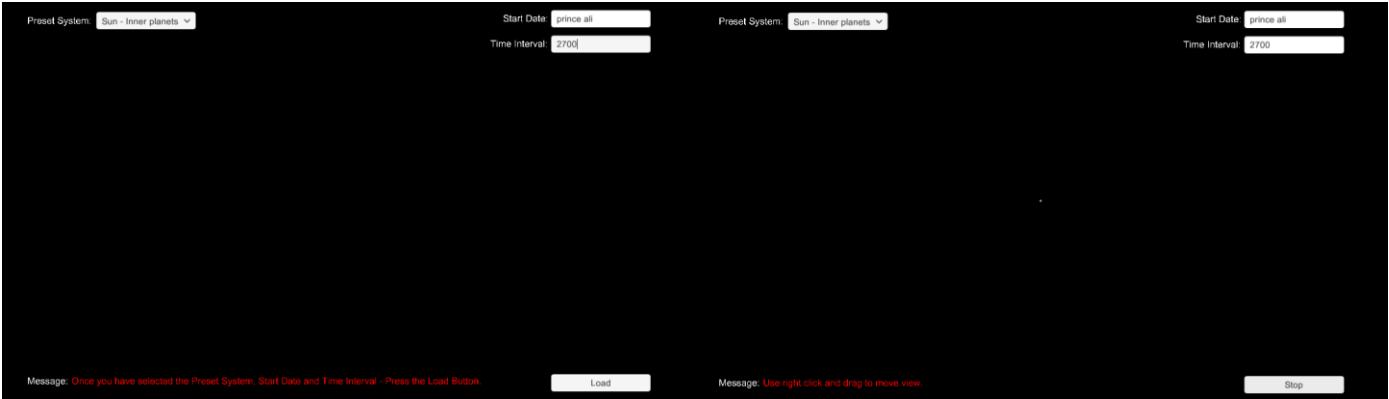 Preset System: Sun - Inner planets
Start Date: prince ali
Time Interval: 2700
Message: Once you have selected the Preset System, Start Date and Time Interval - Press the Load Button.
Load
Preset System: Sun - Inner planets
Start Date: prince ali
Time Interval: 2700
Message: Use right click and drag to move view.
Stop